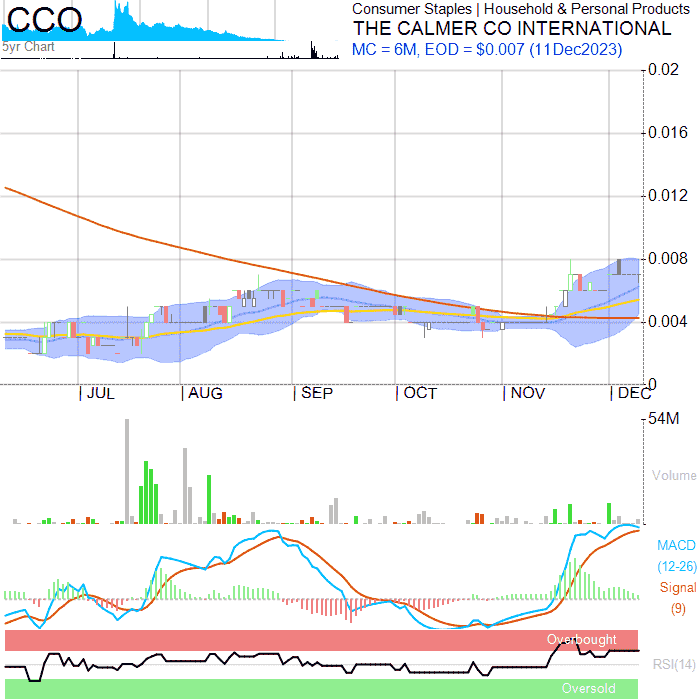 CCO
5yr Chart
Consumer Staples | Household & Personal Products
THE CALMER CO INTERNATIONAL
MC = 6M, EOD = $0.007 (11Dec2023)
0.02
0.016
0.012
0.008
0.004
0
JUL AUG SEP OCT NOV DEC
54M
Volume
MACD
(12-26)
Signal
(9)
Overbought
RSI(14)
Oversold